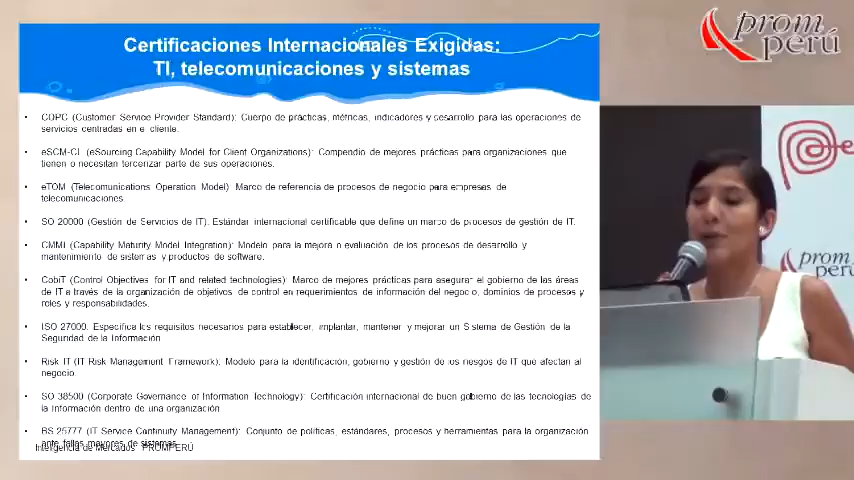 Certificaciones Internacionales Exigidas:
TI, telecomunicaciones y sistemas
• COPC (Customer Service Provider Standard): Cuerpo de prácticas, métricas, indicadores y desarrollo para las operaciones de
servicios centradas en el cliente.
• eSCM-CL (eSourcing Capability Model for Client Organizations): Compendio de mejores prácticas para organizaciones que
tienen o necesitan tercerizar parte de sus operaciones.
• eTOM (Telecomunications Operation Model) Marco de referencia de procesos de negocio para empresas de
telecomunicaciones.
• SO 20000 (Gestión de Servicios de IT). Estándar internacional certificable que define un marco de procesos de gestión de IT.
• CMMI (Capability Maturity Model Integration): Modelo para la mejora o evaluación de los procesos de desarrollo y
mantenimiento de sistemas y productos de software.
• CobiT (Control Objectives for IT and related technologies): Marco de mejores prácticas para asegurar el gobierno de las áreas
de IT a través de la organización de objetivos de control en requerimientos de información del negocio, dominios de procesos y
roles y responsabilidades.
• ISO 27000. Especifica los requisitos necesarios para establecer, implantar, mantener y mejorar un Sistema de Gestión de la
Seguridad de la Información
• Risk IT (IT Risk Management Framework): Modelo para la identificación, gobierno y gestión de los riesgos de IT que afectan al
negocio.
• SO 38500 (Corporate Governance of Information Technology): Certificación internacional de buen gobierno de las tecnologías de
la Información dentro de una organización
• BS 25777 (IT Service Continuity Management): Conjunto de políticas, estándares, procesos y herramientas para la organización
ante fallas mayores de sistemas
Inteligencia de Mercados PROMPERÚ
prom
perú
prom
perú